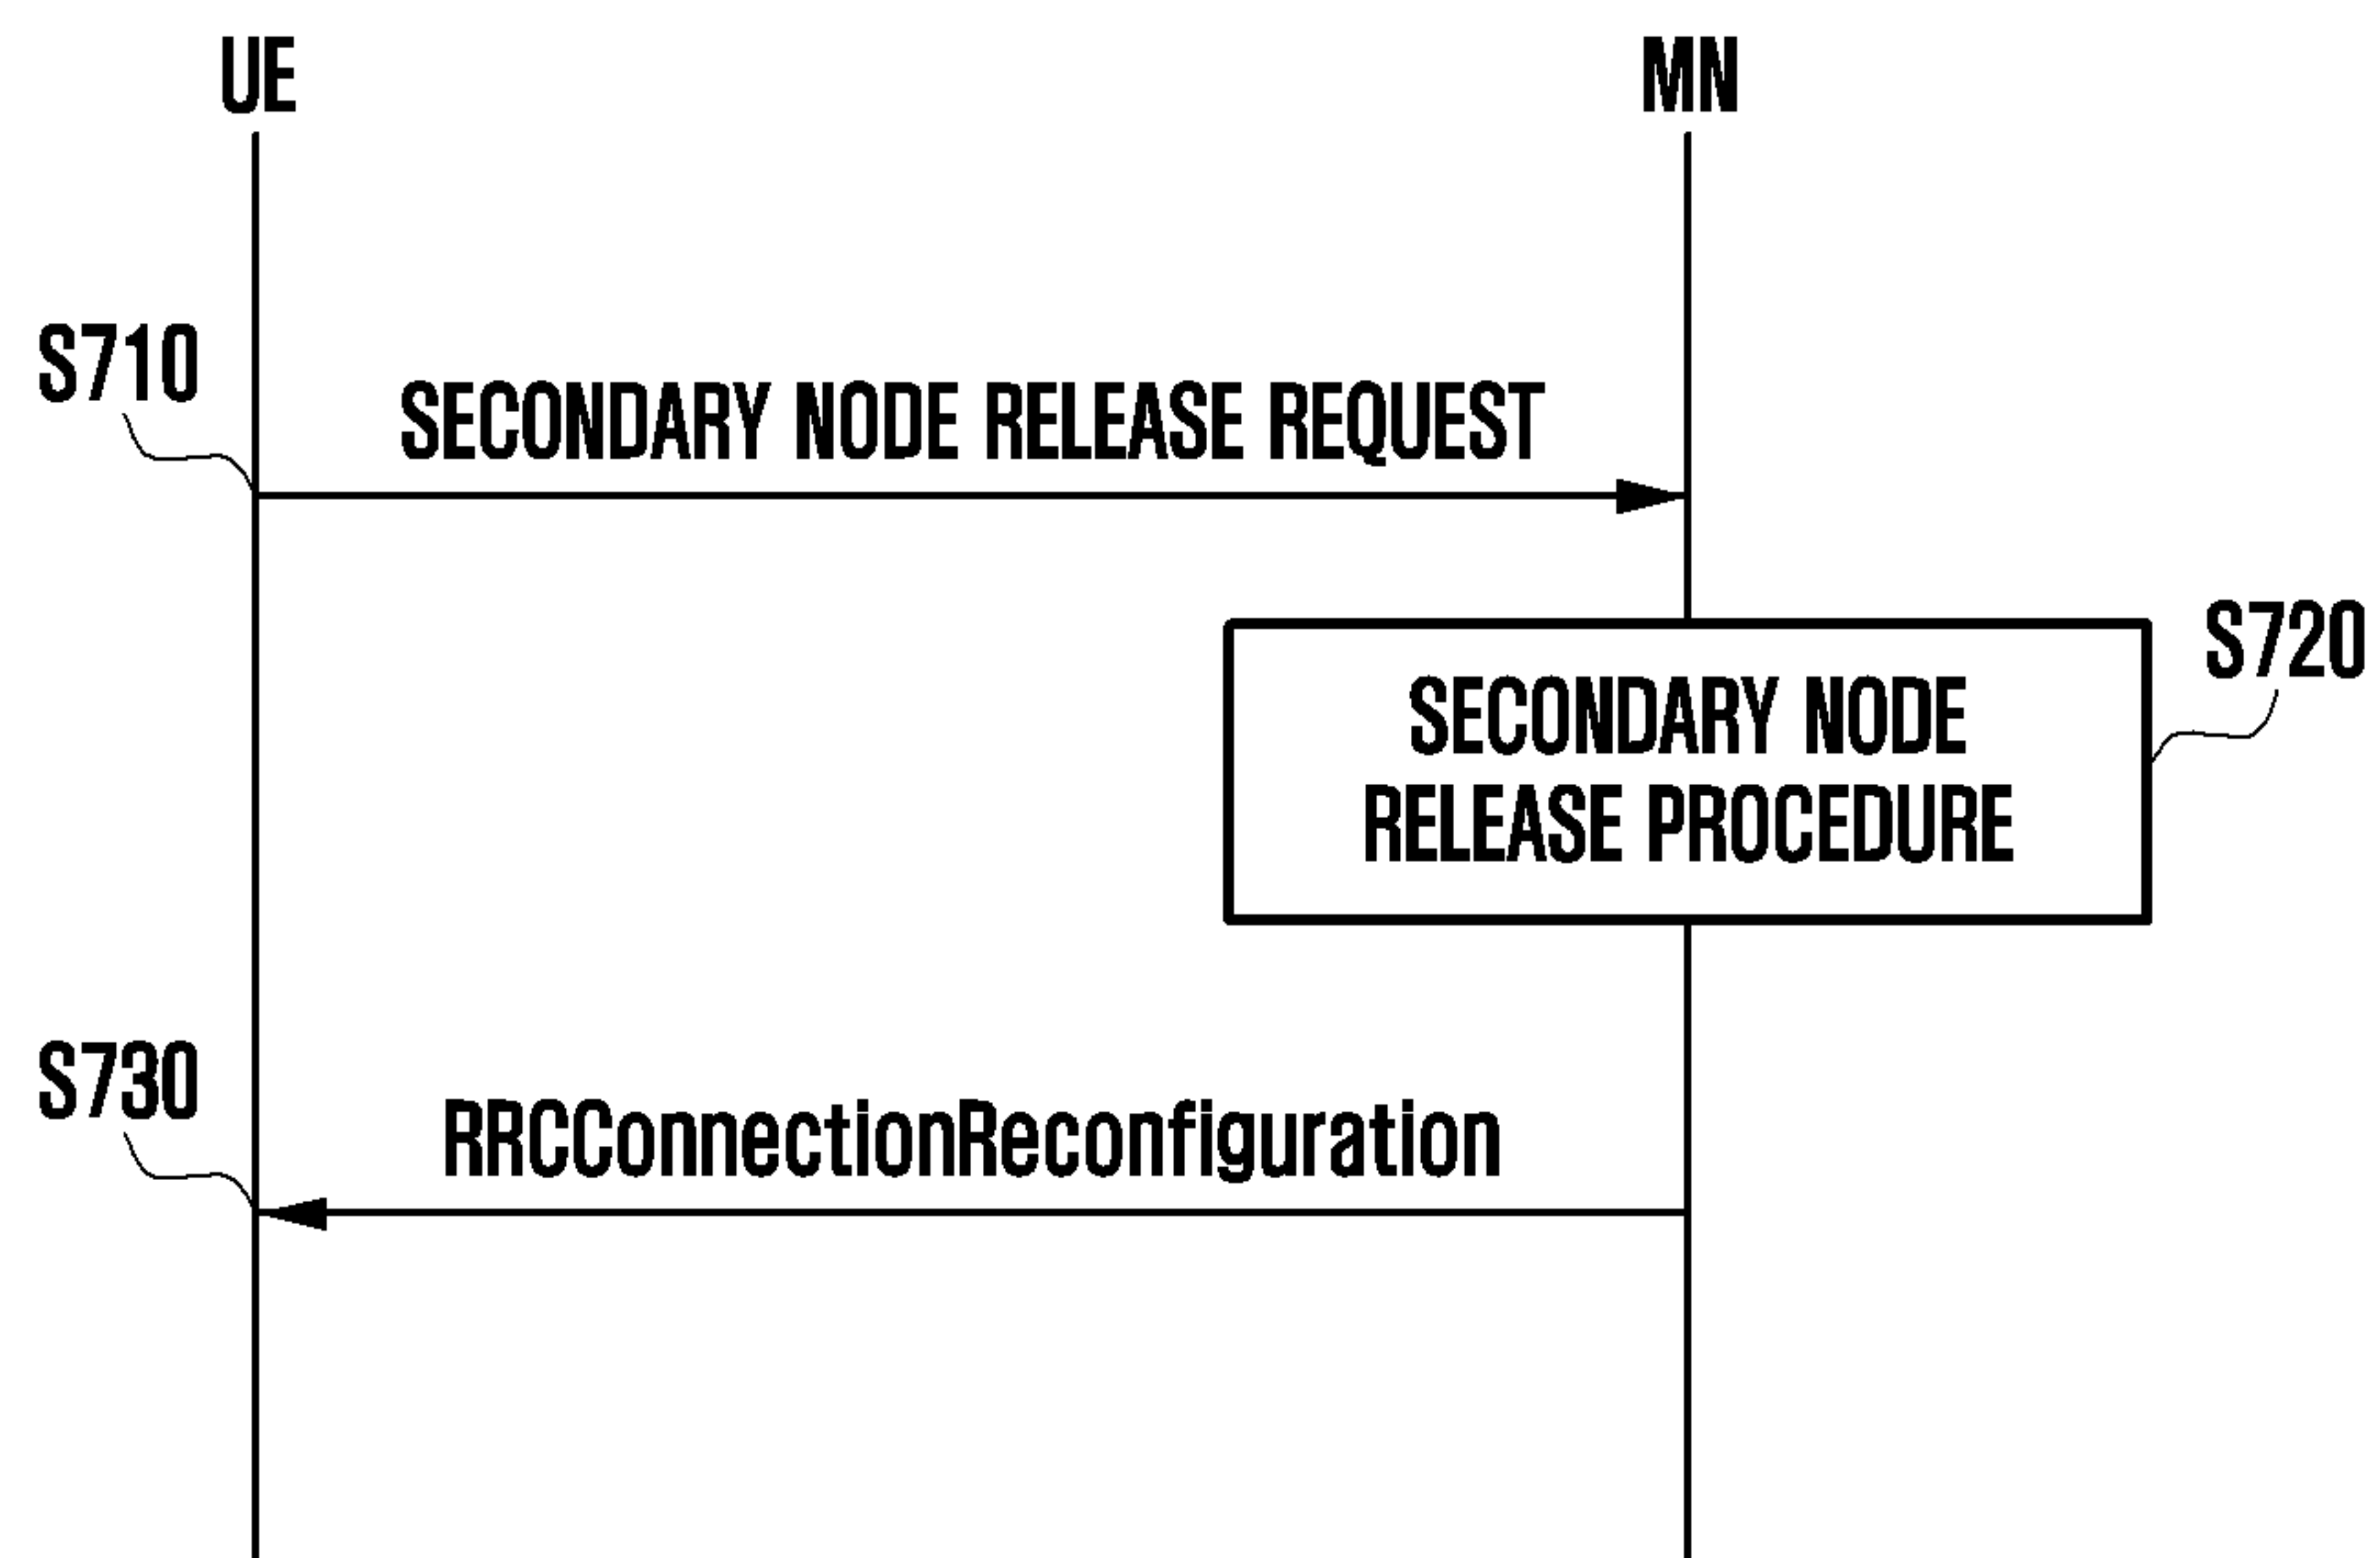 UE
MN
S710
SECONDARY NODE RELEASE REQUEST
S720
SECONDARY NODE
RELEASE PROCEDURE
S730
RRCConnectionReconfiguration